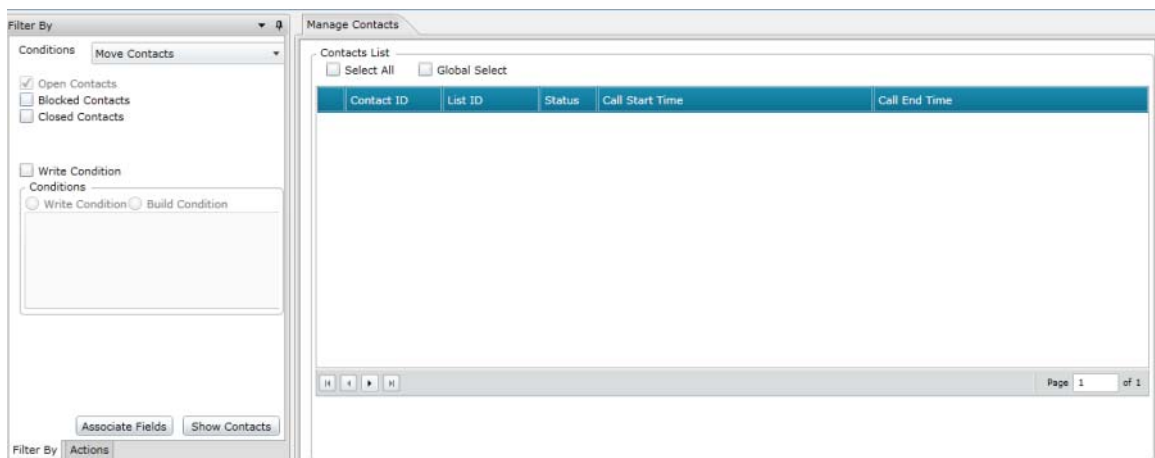 Filter By
Conditions Move Contacts
Open Contacts
Blocked Contacts
Closed Contacts
Write Condition
Conditions
Write Condition Build Condition
Associate Fields Show Contacts
Filter By Actions
Manage Contacts
Contacts List
Select All Global Select
Contact ID List ID Status Call Start Time Call End Time
Page 1 of 1